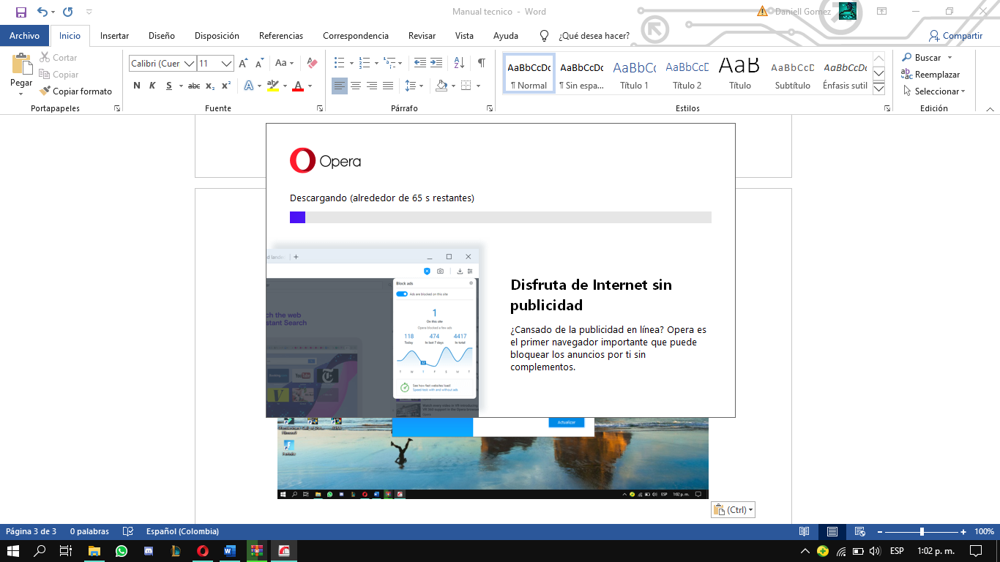 Manual tecnico - Word
Daniell Gomez
Archivo Inicio Insertar Diseño Disposición Referencias Correspondencia Revisar Vista Ayuda ¿Qué desea hacer? Compartir
Pegar
Cortar
Copiar
Copiar formato
Portapapeles
Calibri (Cuer 11
Aa
N K S abc x₂ x²
Fuente
Párrafo
AaBbCcDc AaBbCcDc AaBbCc AaBbCcD AaB AaBbCcD AaBbCcDc
¶ Normal ¶ Sin espa... Título 1 Título 2 Título Subtítulo Énfasis sutil
Estilos
Buscar
Reemplazar
Seleccionar
Edición
Opera
Descargando (alrededor de 65 s restantes)
Block ads
Ads are blocked on this site
1
On this site
Opera blocked a few ads
118 474 4417
Today In last 7 days In total
See how fast websites load!
Speed test with and without ads
ch the web
stant Search
YouTube
Disfruta de Internet sin
publicidad
¿Cansado de la publicidad en línea? Opera es
el primer navegador importante que puede
bloquear los anuncios por ti sin
complementos.
Actualizar
Fortnite
ESP 1:02 p. m.
(Ctrl)
Página 3 de 3 0 palabras Español (Colombia) 100%
ESP 1:02 p. m.